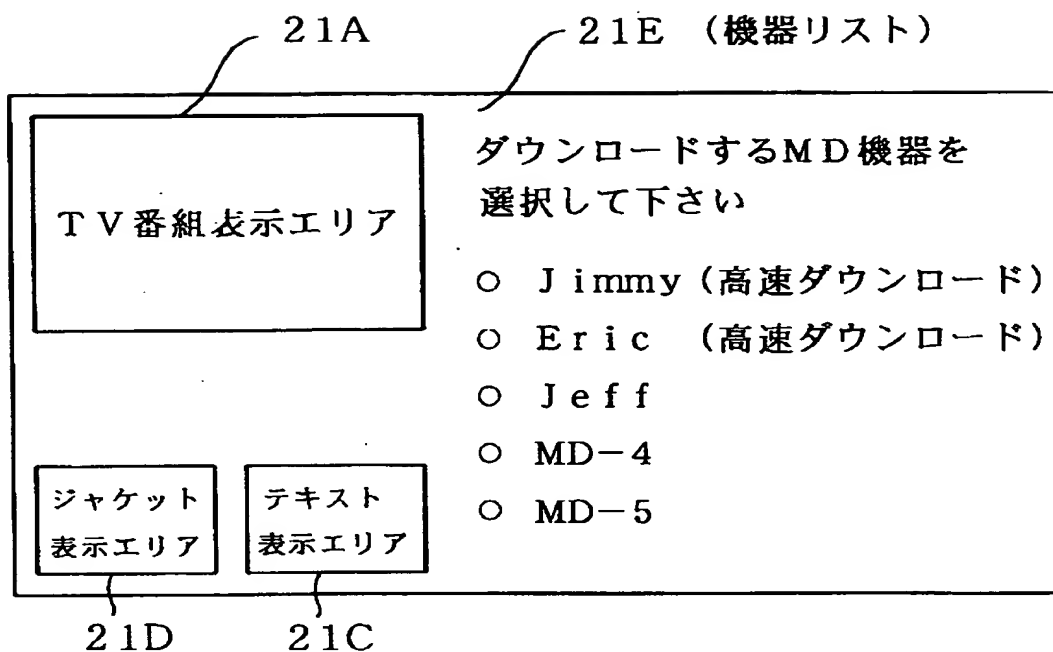 21A
21E (機器リスト)
TV番組表示エリア
ダウンロードするMD機器を
選択して下さい
○ Jimmy(高速ダウンロード)
○ Eric (高速ダウンロード)
○ Jeff
○ MD-4
○ MD-5
ジャケット
表示エリア
テキスト
表示エリア
21D
21C